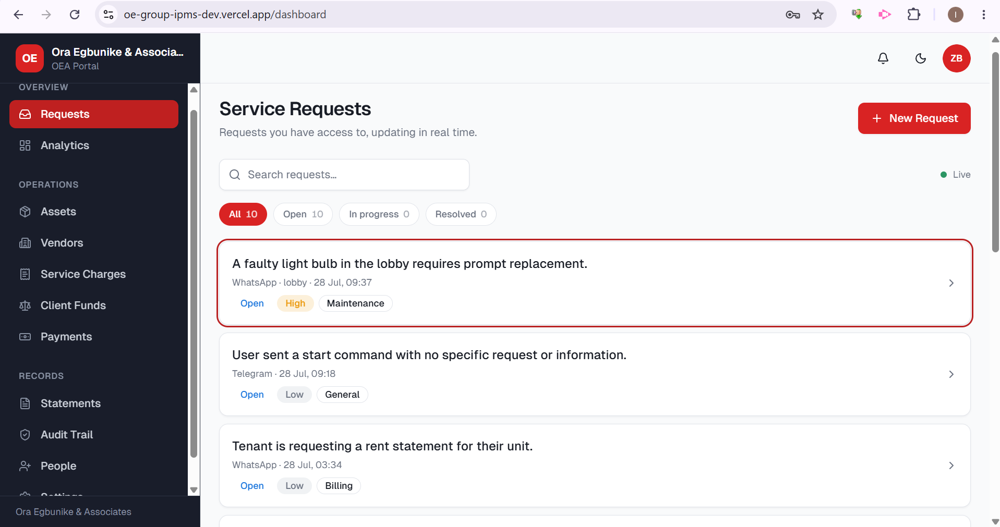 oe-group-ipms-dev.vercel.app/dashboard
I
OE
Ora Egbunike & Associa...
OEA Portal
ZB
OVERVIEW
Requests
Analytics
OPERATIONS
Assets
Vendors
Service Charges
Client Funds
Payments
RECORDS
Statements
Audit Trail
People
Settings
Ora Egbunike & Associates
Service Requests
Requests you have access to, updating in real time.
+ New Request
Search requests...
Live
All 10 Open 10 In progress 0 Resolved 0
A faulty light bulb in the lobby requires prompt replacement.
WhatsApp · lobby · 28 Jul, 09:37
Open High Maintenance
User sent a start command with no specific request or information.
Telegram · 28 Jul, 09:18
Open Low General
Tenant is requesting a rent statement for their unit.
WhatsApp · 28 Jul, 03:34
Open Low Billing